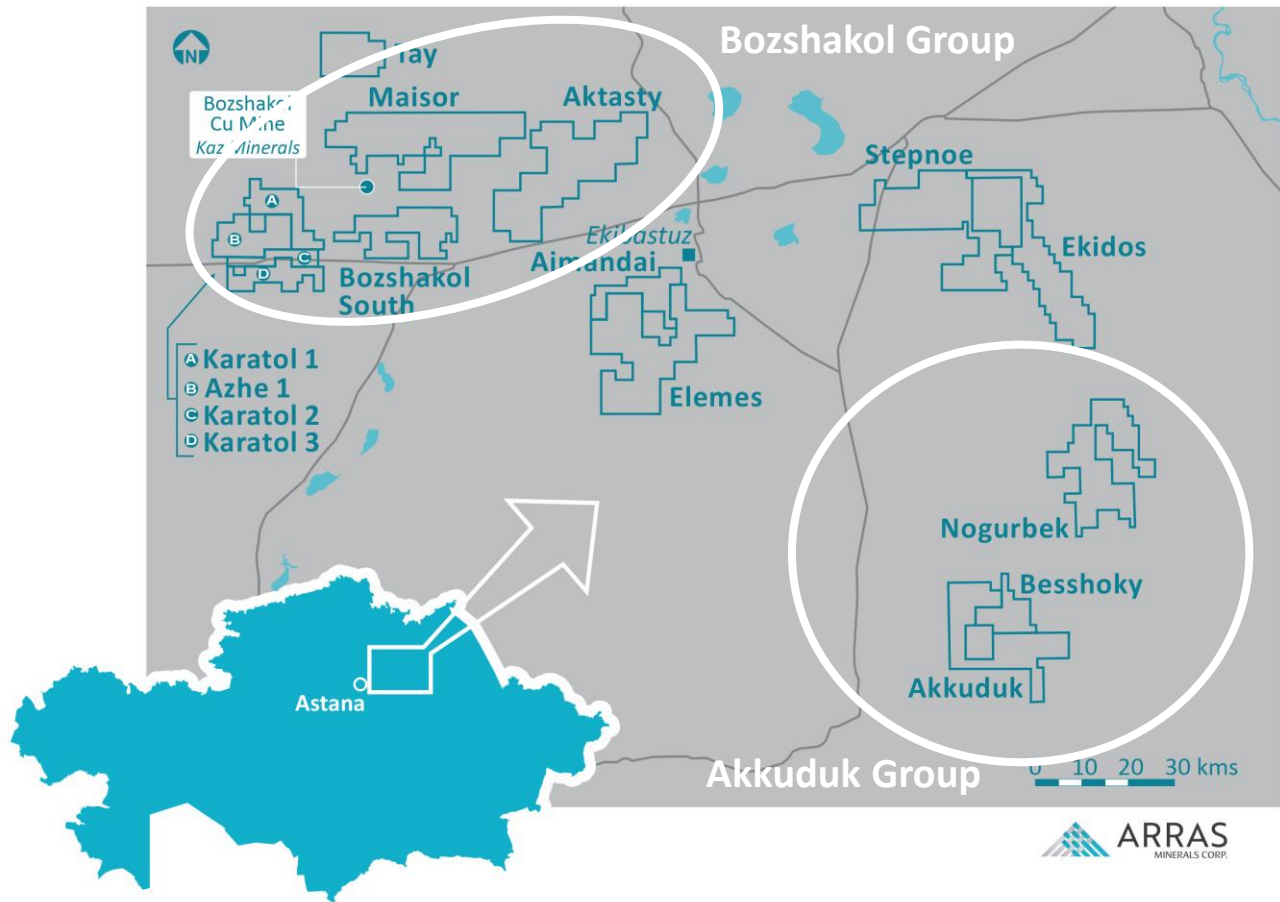 Bozshakol Group
N
Tay
Maisor
Aktasty
Bozshakol
Cu Mine
Kaz Minerals
Stepnoe
A
B
C
D
Ekibastuz
Aimandai
Ekidos
Bozshakol
South
A Karatol 1
B Azhe 1
C Karatol 2
D Karatol 3
Elemes
Nogurbek
Besshoky
Akkuduk
Astana
Akkuduk Group
0 10 20 30 kms
ARRAS
MINERALS CORP.